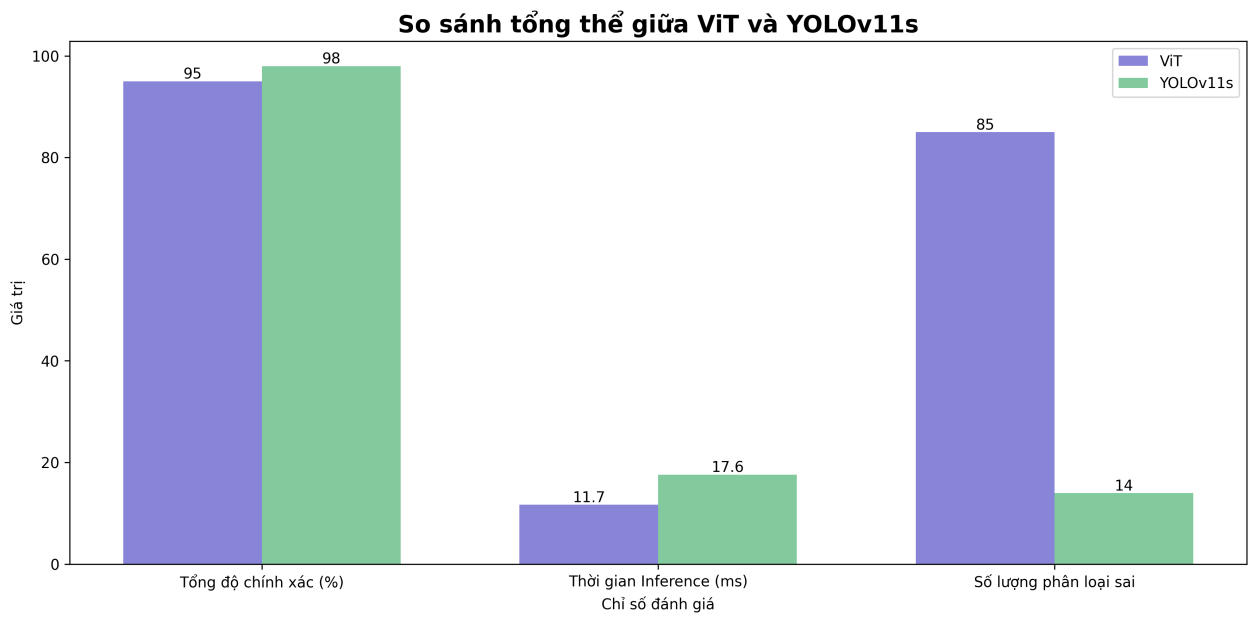 So sánh tổng thể giữa ViT và YOLOv11s
ViT
YOLOv11s
Giá trị
100
80
60
40
20
0
95
98
11.7
17.6
85
14
Tổng độ chính xác (%)
Thời gian Inference (ms)
Số lượng phân loại sai
Chỉ số đánh giá